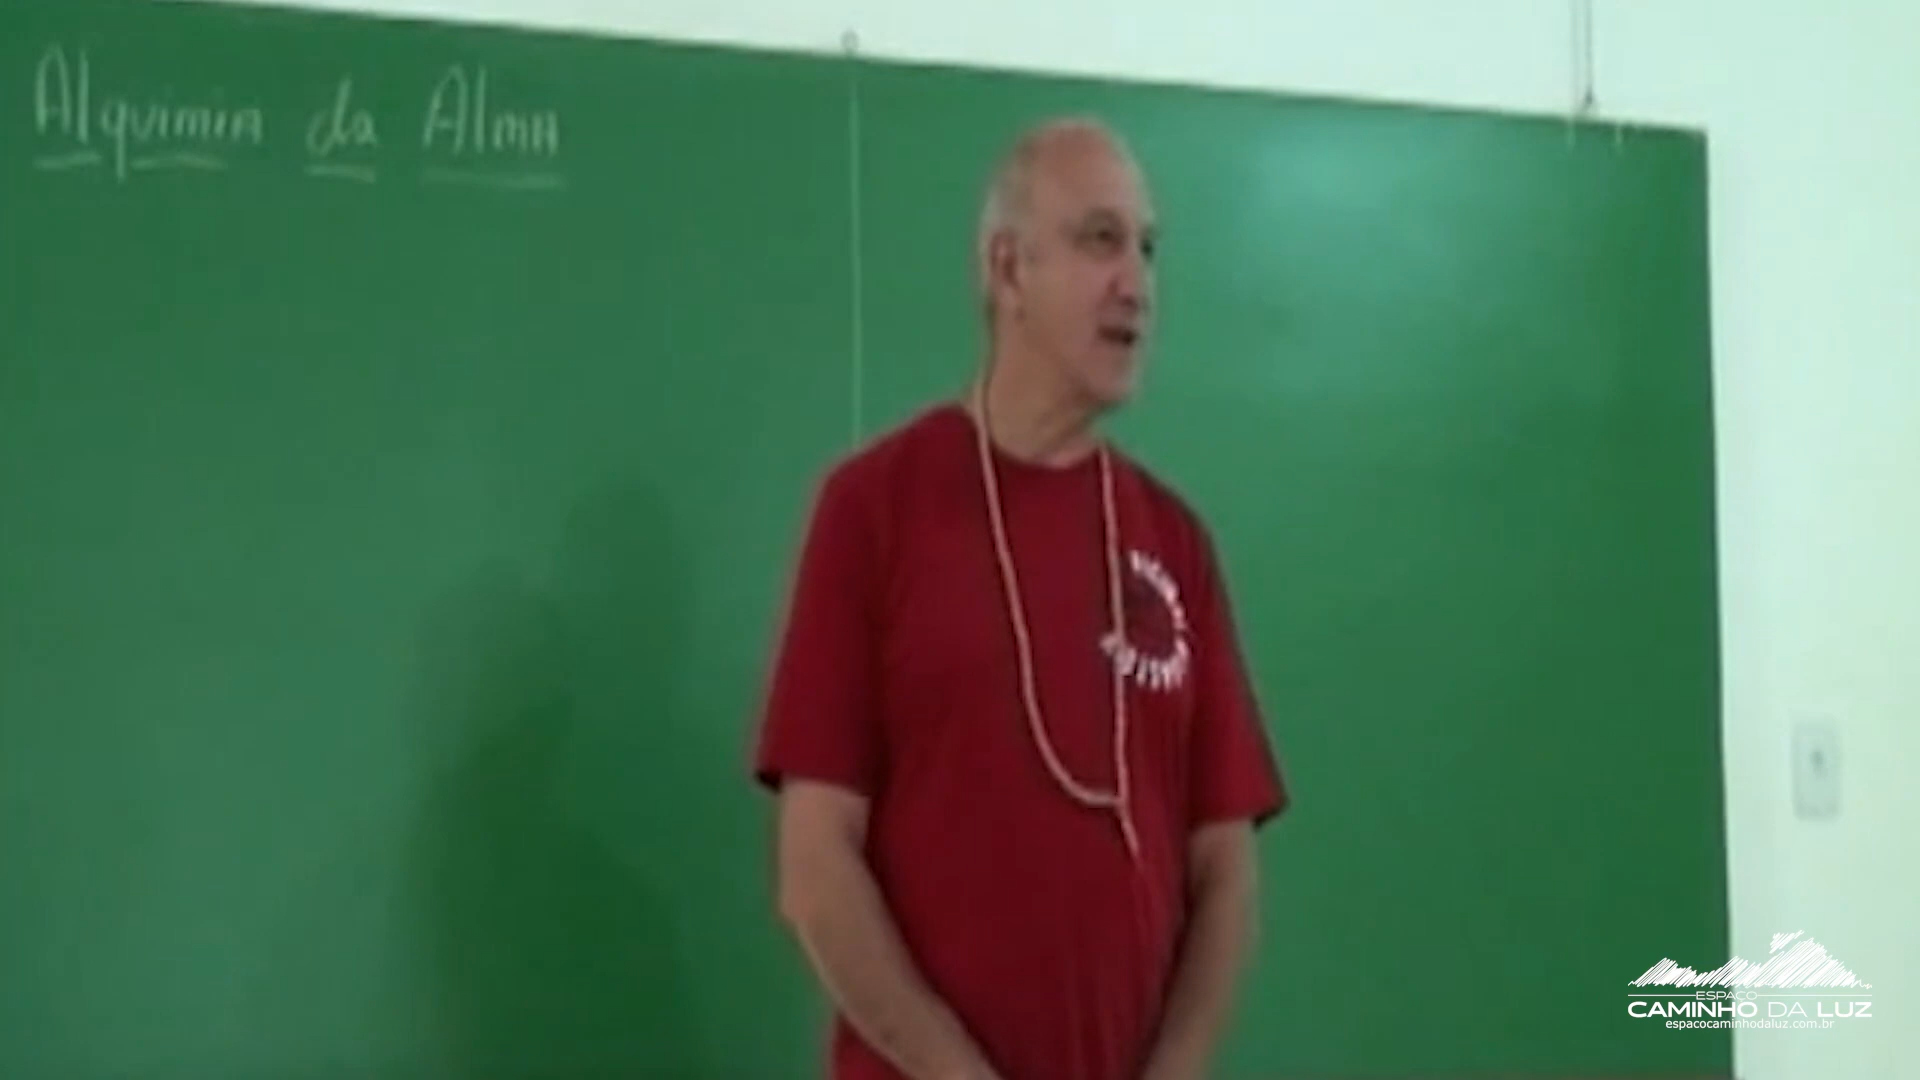 Alquimia da Alma
ESPAÇO
CAMINHO DA LUZ
espacocaminhodaluz.com.br